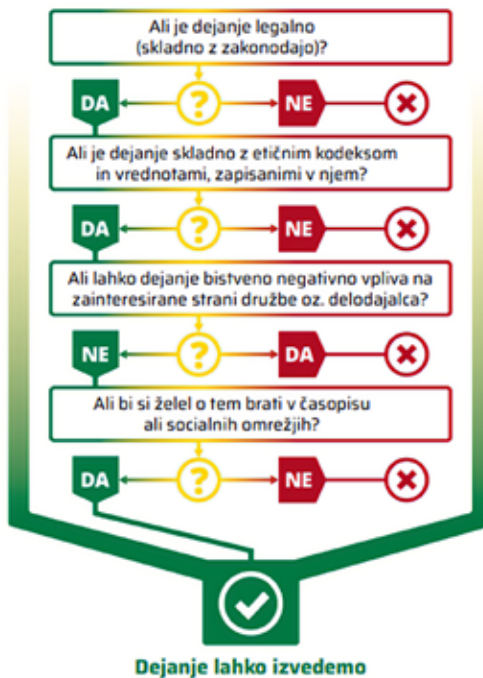 Ali je dejanje legalno
(skladno z zakonodajo)?
DA
?
NE
Ali je dejanje skladno z etičnim kodeksom
in vrednotami, zapisanimi v njem?
DA
?
NE
Ali lahko dejanje bistveno negativno vpliva na
zainteresirane strani družbe oz. delodajalca?
NE
?
DA
Ali bi si želel o tem brati v časopisu
ali socialnih omrežjih?
DA
?
NE
Dejanje lahko izvedemo